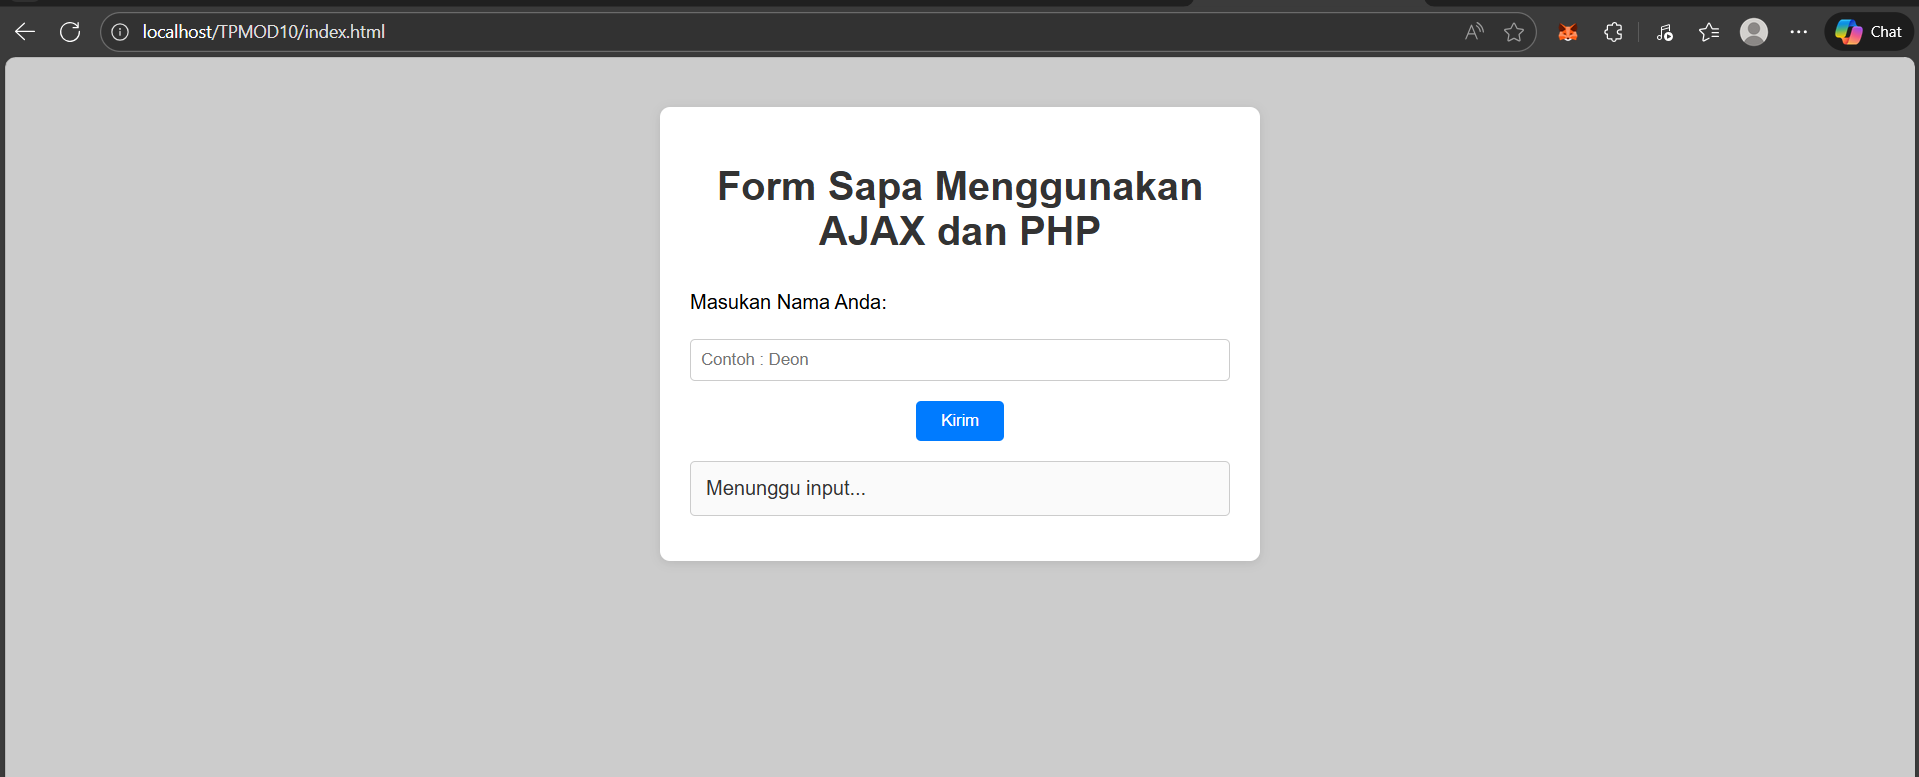 localhost/TPMOD10/index.html
Chat
Form Sapa Menggunakan
AJAX dan PHP
Masukan Nama Anda:
Contoh : Deon
Kirim
Menunggu input...